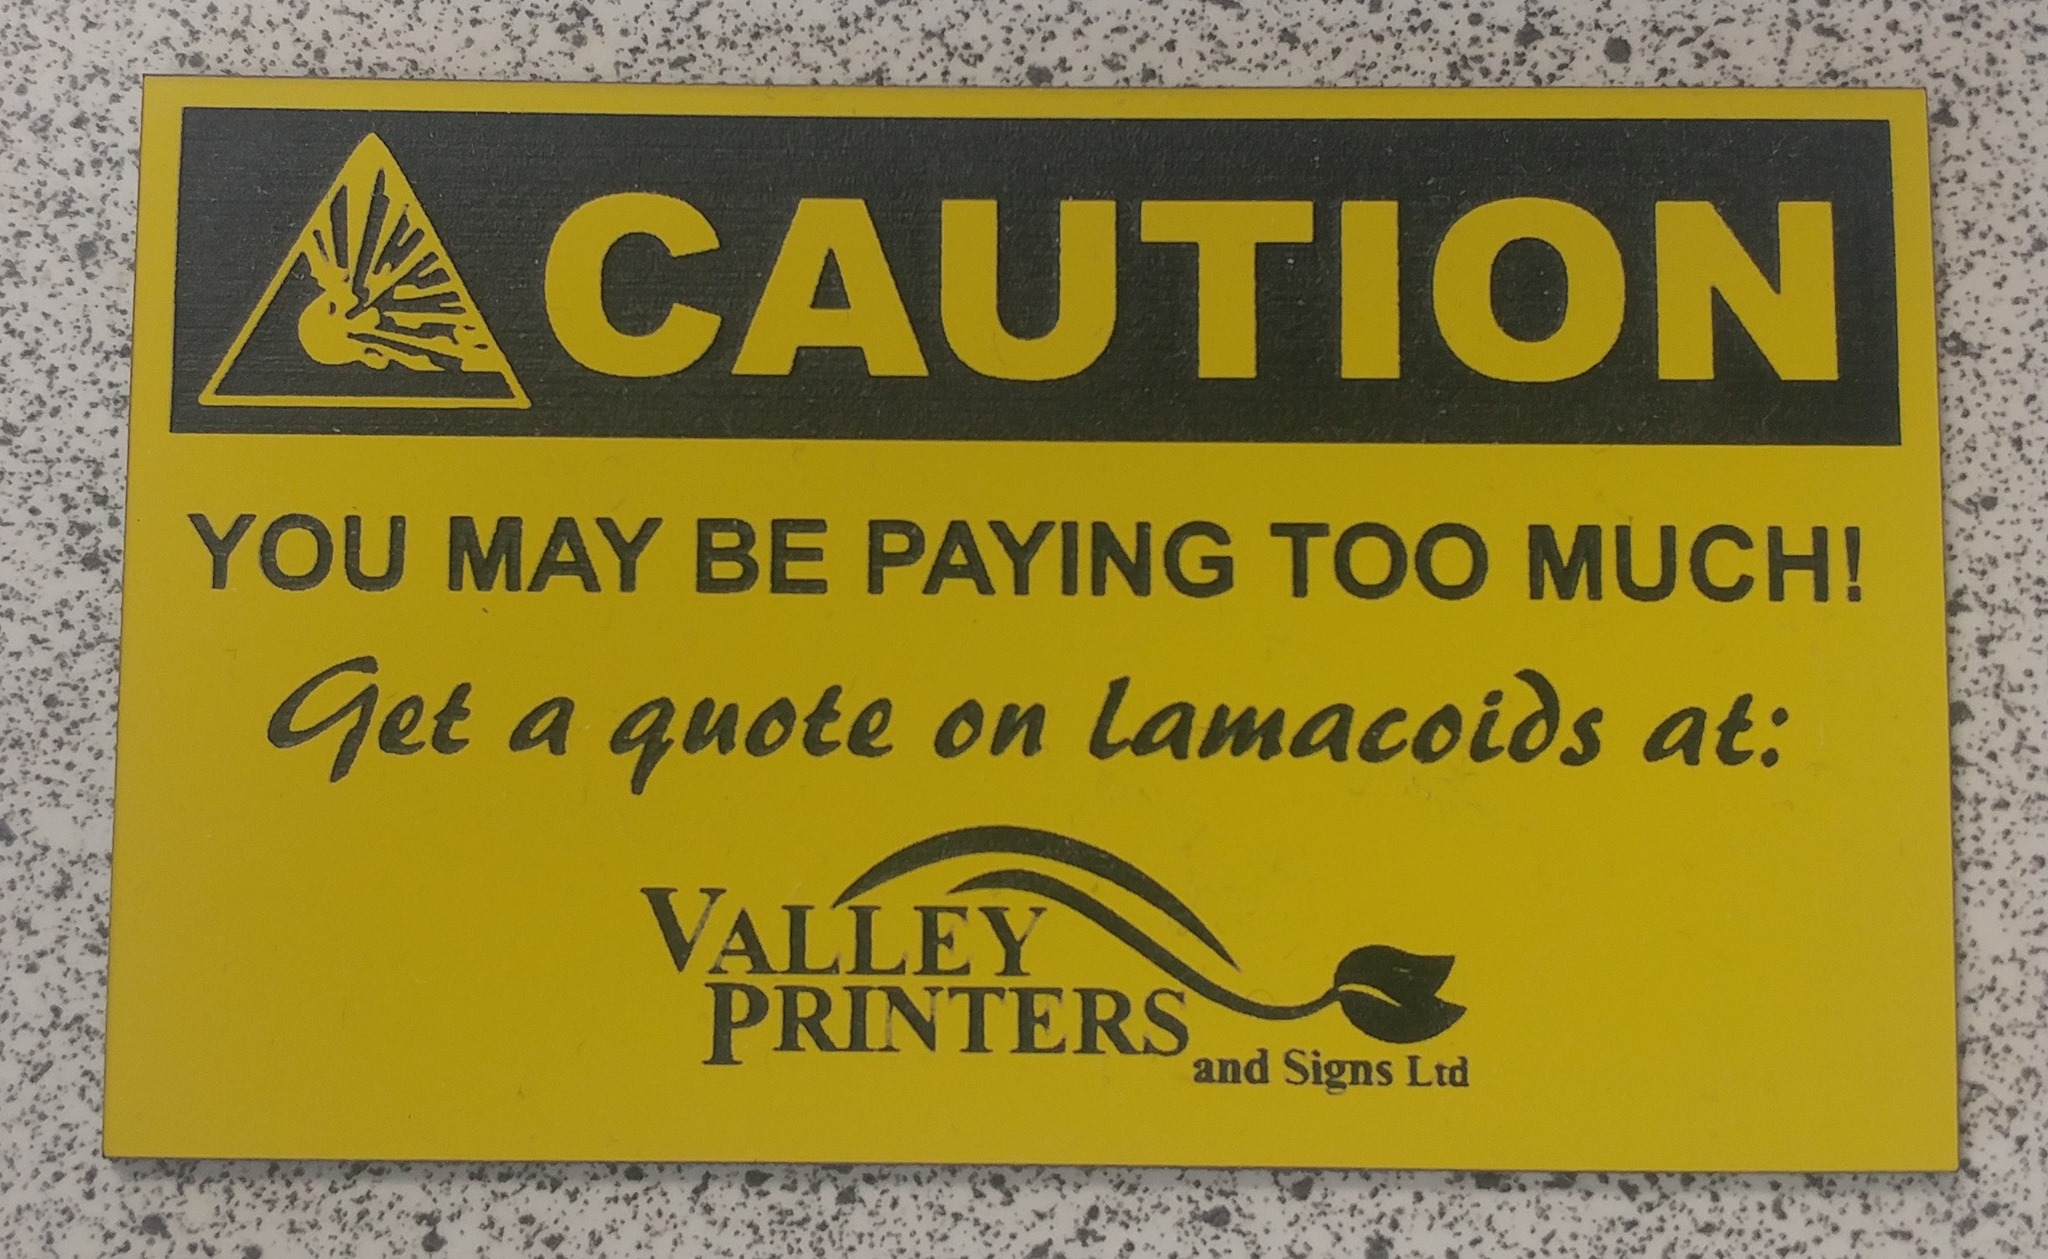 CAUTION
YOU MAY BE PAYING TOO MUCH!
Get a quote on lamacoids at:
VALLEY
PRINTERS
and Signs Ltd